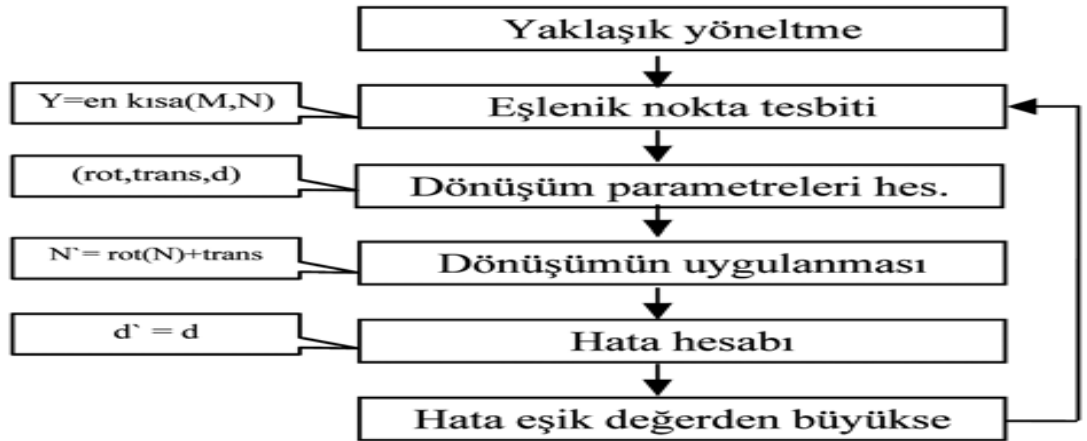 Yaklaşık yöneltme
Y=en kısa(M,N)
Eşlenik nokta tesbiti
(rot,trans,d)
Dönüşüm parametreleri hes.
N`= rot(N)+trans
Dönüşümün uygulanması
d` = d
Hata hesabı
Hata eşik değerden büyükse